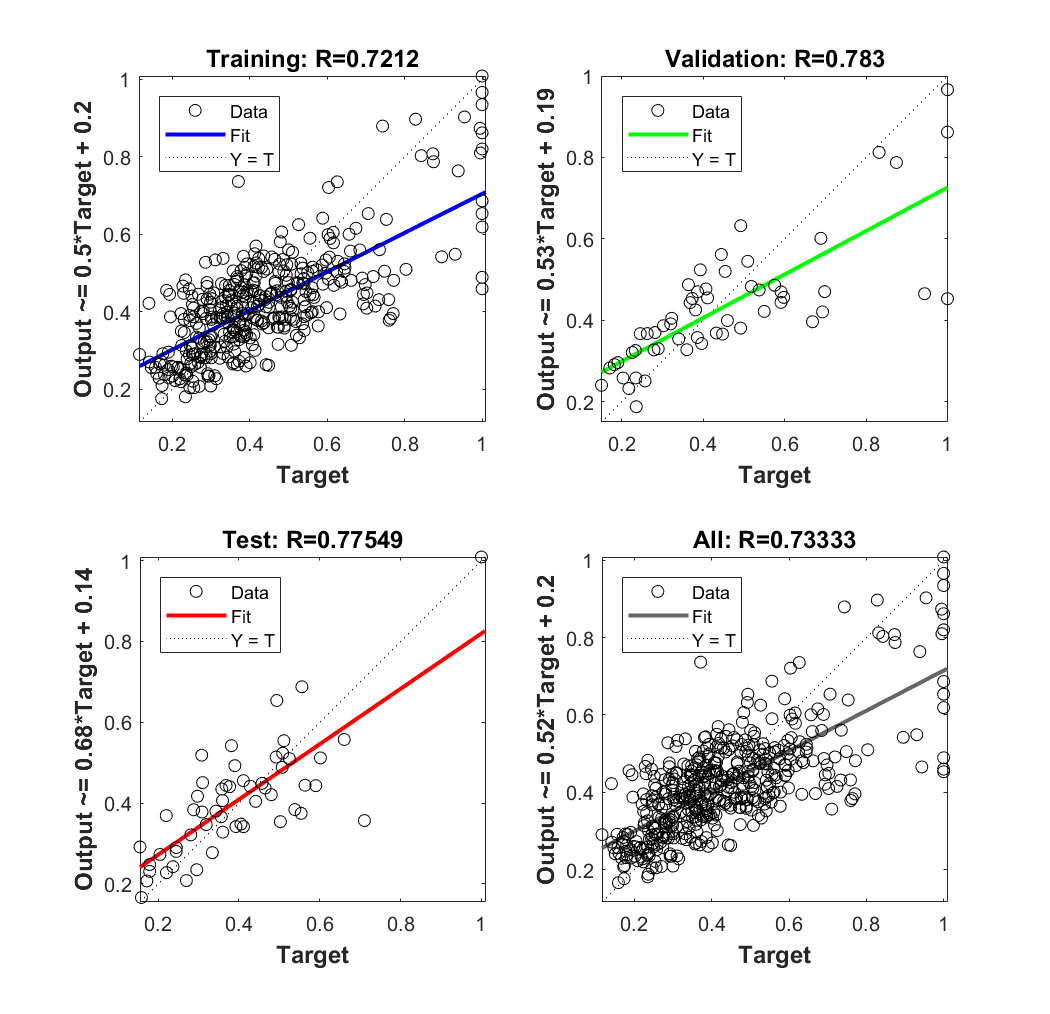 Training: R=0.7212
Output ~= 0.5*Target + 0.2
1
0.8
0.6
0.4
0.2
Data
Fit
Y = T
0.2 0.4 0.6 0.8 1
Target
Validation: R=0.783
Output ~= 0.53*Target + 0.19
1
0.8
0.6
0.4
0.2
Data
Fit
Y = T
0.2 0.4 0.6 0.8 1
Target
Test: R=0.77549
Output ~= 0.68*Target + 0.14
1
0.8
0.6
0.4
0.2
Data
Fit
Y = T
0.2 0.4 0.6 0.8 1
Target
All: R=0.73333
Output ~= 0.52*Target + 0.2
1
0.8
0.6
0.4
0.2
Data
Fit
Y = T
0.2 0.4 0.6 0.8 1
Target